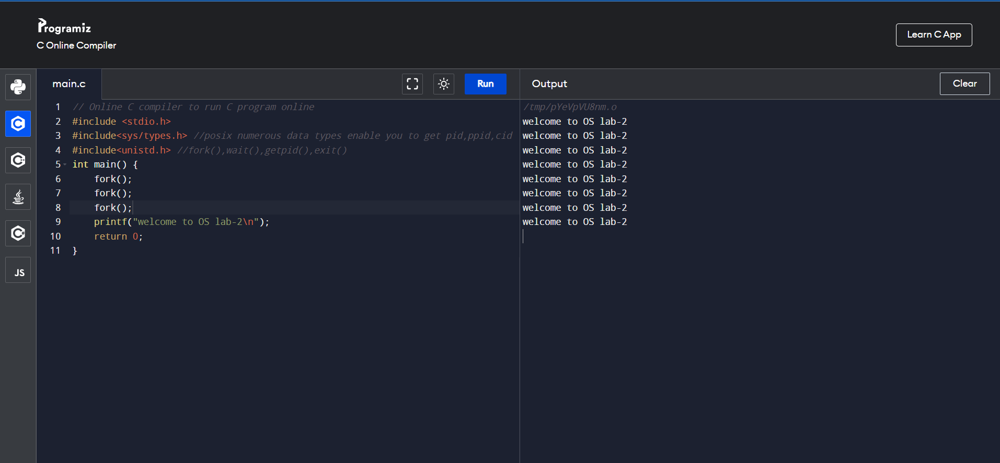 Programiz
C Online Compiler
Learn C App
main.c
Run
Output
Clear
1 // Online C compiler to run C program online
2 #include <stdio.h>
3 #include<sys/types.h> //posix numerous data types enable you to get pid,ppid,cid
4 #include<unistd.h> //fork(),wait(),getpid(),exit()
5 int main() {
6     fork();
7     fork();
8     fork();
9     printf("welcome to OS lab-2\n");
10     return 0;
11 }
/tmp/pYeVpVU8nm.o
welcome to OS lab-2
welcome to OS lab-2
welcome to OS lab-2
welcome to OS lab-2
welcome to OS lab-2
welcome to OS lab-2
welcome to OS lab-2
welcome to OS lab-2
C
C++
C#
JS